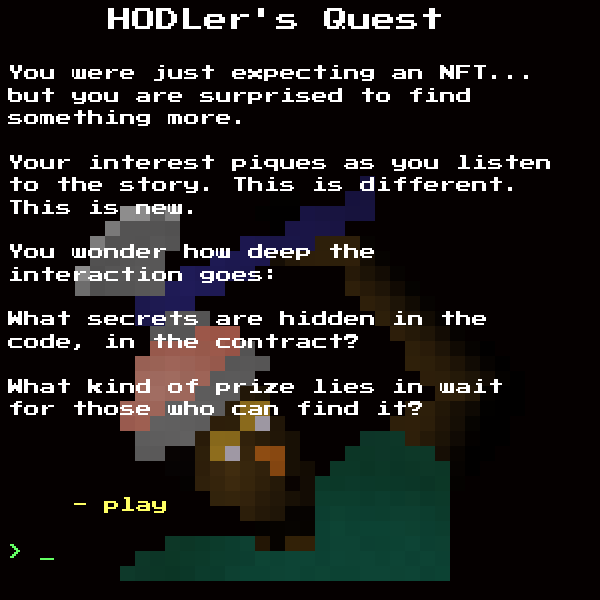 HODLer's Quest
You were just expecting an NFT...
but you are surprised to find
something more.
Your interest piques as you listen
to the story. This is different.
This is new.
You wonder how deep the
interaction goes:
What secrets are hidden in the
code, in the contract?
What kind of prize lies in wait
for those who can find it?
- play
> _